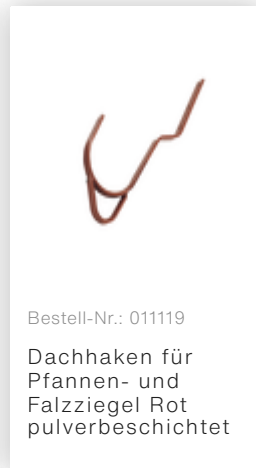 Bestell-Nr.: 011119
Dachhaken für
Pfannen- und
Falzziegel Rot
pulverbeschichtet